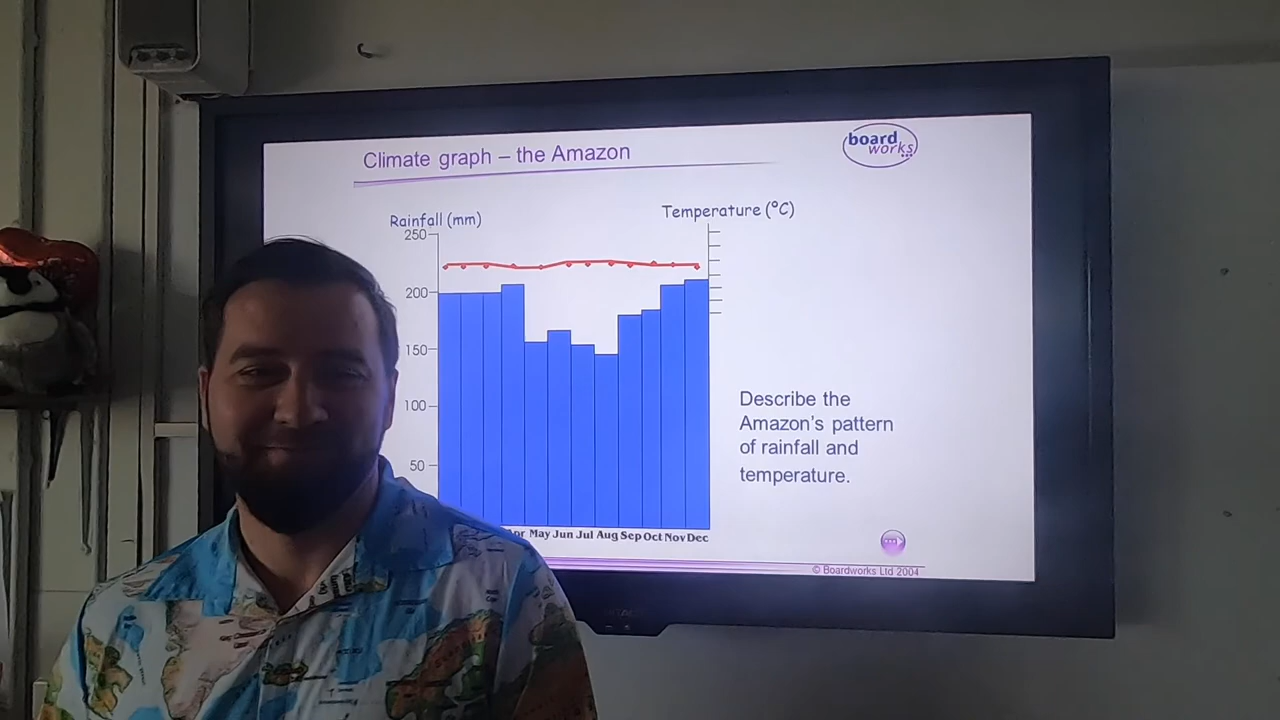 Climate graph – the Amazon
board
works
Rainfall (mm)
Temperature (°C)
250
200
150
100
50
Describe the
Amazon's pattern
of rainfall and
temperature.
Apr May Jun Jul Aug Sep Oct Nov Dec
© Boardworks Ltd 2004